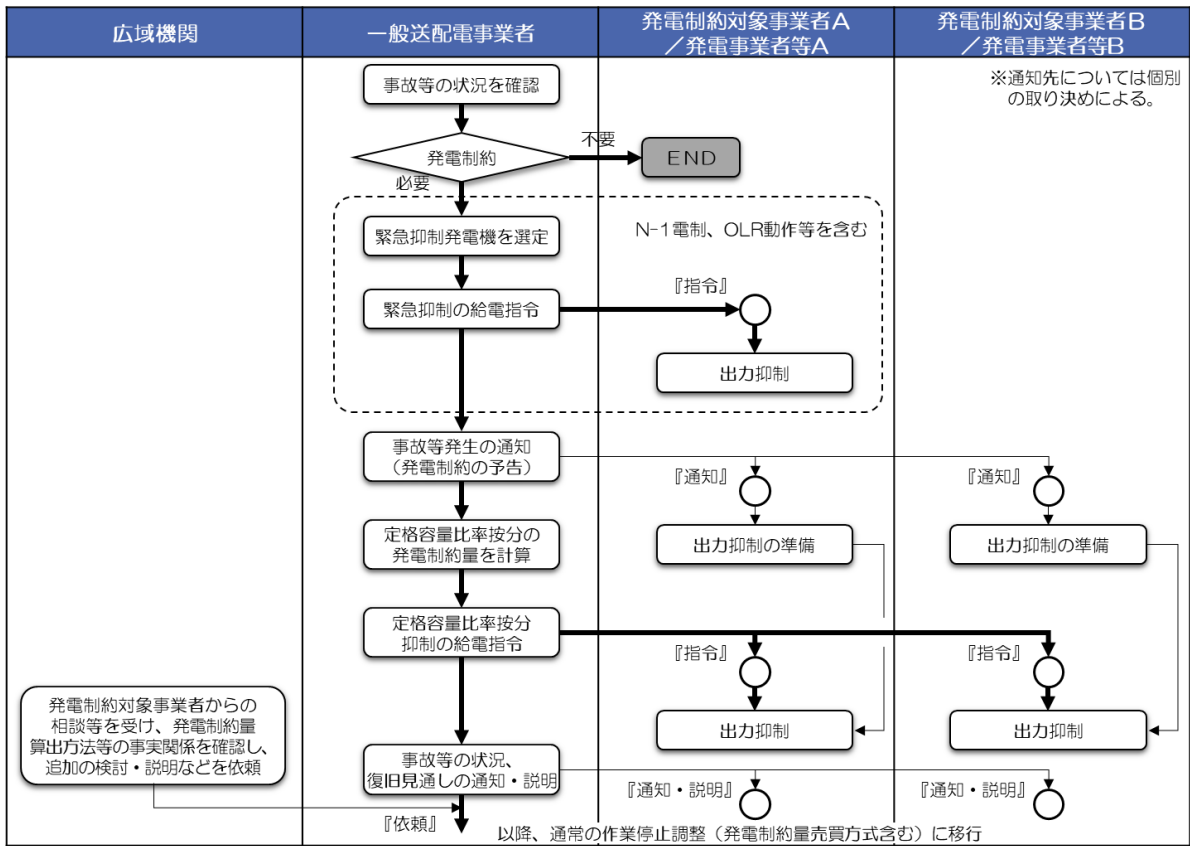 広域機関
一般送配電事業者
発電制約対象事業者A
／発電事業者等A
発電制約対象事業者B
／発電事業者等B
※通知先については個別
の取り決めによる。
事故等の状況を確認
発電制約
不要
END
必要
N-1電制、OLR動作等を含む
緊急抑制発電機を選定
緊急抑制の給電指令
『指令』
出力抑制
事故等発生の通知
（発電制約の予告）
『通知』
『通知』
定格容量比率按分の
発電制約量を計算
出力抑制の準備
出力抑制の準備
定格容量比率按分
抑制の給電指令
『指令』
『指令』
出力抑制
出力抑制
発電制約対象事業者からの
相談等を受け、発電制約量
算出方法等の事実関係を確認し、
追加の検討・説明などを依頼
事故等の状況、
復旧見通しの通知・説明
『通知・説明』
『通知・説明』
『依頼』
以降、通常の作業停止調整（発電制約量売買方式含む）に移行